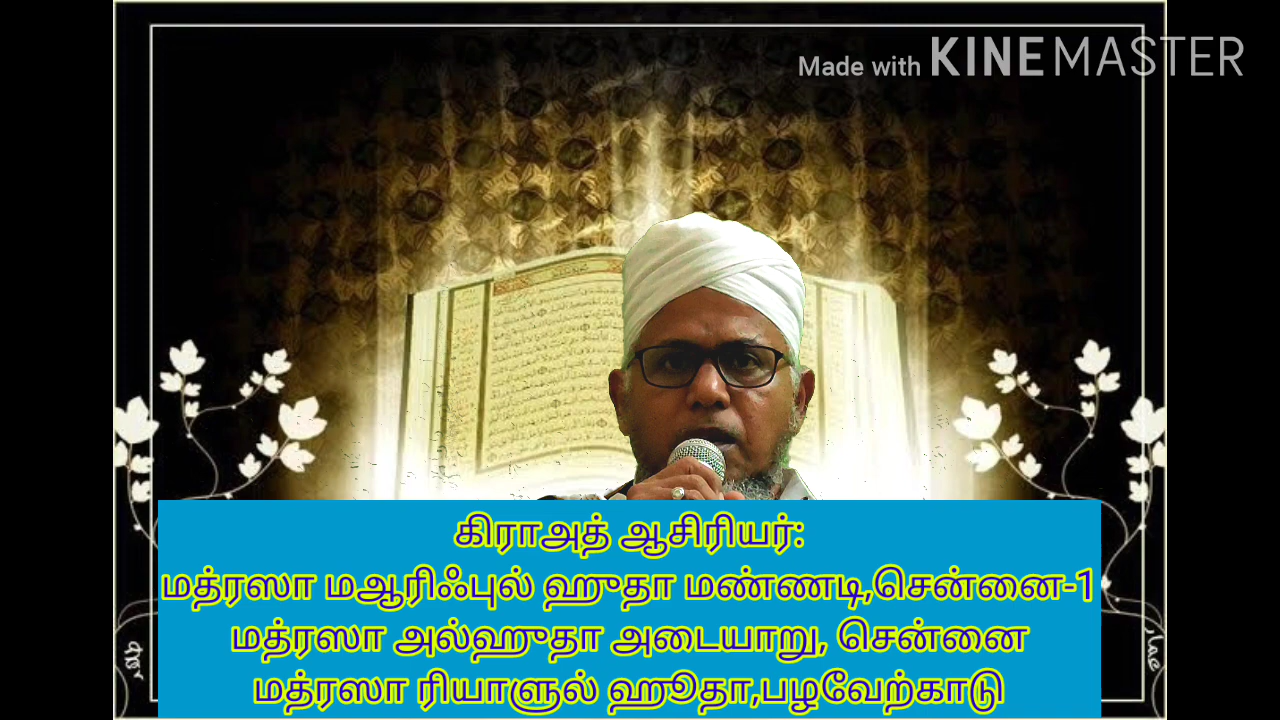 Made with KINEMASTER
கிராஅத் ஆசிரியர்:
மத்ரஸா மஆரிஃபுல் ஹுதா மண்ணடி,சென்னை-1
மத்ரஸா அல்ஹுதா அடையாறு, சென்னை
மத்ரஸா ரியாளுல் ஹூதா,பழவேற்காடு